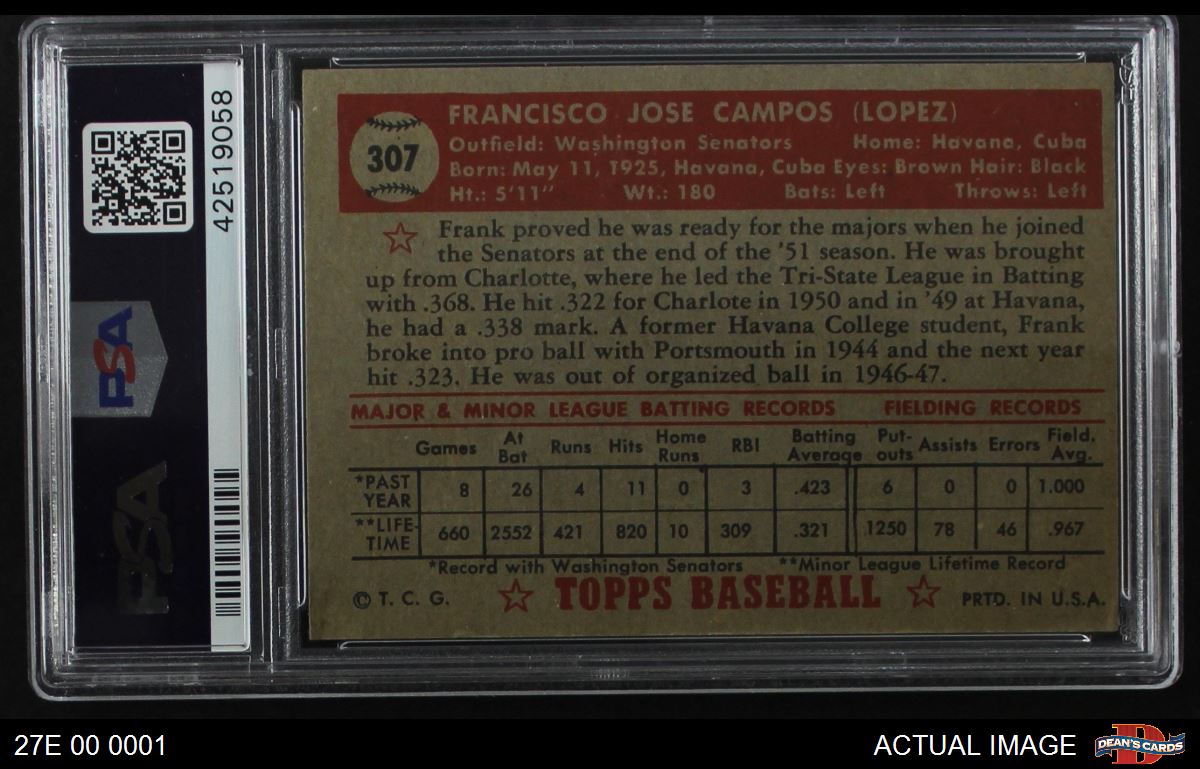 42519058
PSA
PSA
307
FRANCISCO JOSE CAMPOS (LOPEZ)
Outfield: Washington Senators Home: Havana, Cuba
Born: May 11, 1925, Havana, Cuba Eyes: Brown Hair: Black
Ht.: 5'11" Wt.: 180 Bats: Left Throws: Left
Frank proved he was ready for the majors when he joined
the Senators at the end of the '51 season. He was brought
up from Charlotte, where he led the Tri-State League in Batting
with .368. He hit .322 for Charlote in 1950 and in '49 at Havana,
he had a .338 mark. A former Havana College student, Frank
broke into pro ball with Portsmouth in 1944 and the next year
hit .323. He was out of organized ball in 1946-47.
MAJOR & MINOR LEAGUE BATTING RECORDS FIELDING RECORDS
Games At Bat Runs Hits Home Runs RBI Batting Average Put-outs Assists Errors Field. Avg.
*PAST YEAR 8 26 4 11 0 3 .423 6 0 0 1.000
**LIFE-TIME 660 2552 421 820 10 309 .321 1250 78 46 .967
*Record with Washington Senators **Minor League Lifetime Record
© T. C. G. TOPPS BASEBALL PRTD. IN U.S.A.
27E 00 0001 ACTUAL IMAGE DEAN'S CARDS